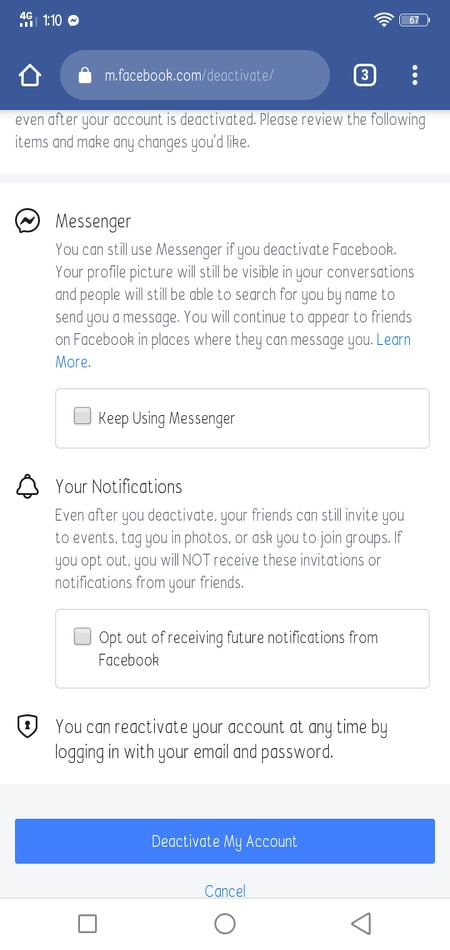 4G 1:10 67
m.facebook.com/deactivate/ 3
even after your account is deactivated. Please review the following
items and make any changes you'd like.
Messenger
You can still use Messenger if you deactivate Facebook.
Your profile picture will still be visible in your conversations
and people will still be able to search for you by name to
send you a message. You will continue to appear to friends
on Facebook in places where they can message you. Learn
More.
Keep Using Messenger
Your Notifications
Even after you deactivate, your friends can still invite you
to events, tag you in photos, or ask you to join groups. If
you opt out, you will NOT receive these invitations or
notifications from your friends.
Opt out of receiving future notifications from
Facebook
You can reactivate your account at any time by
logging in with your email and password.
Deactivate My Account
Cancel